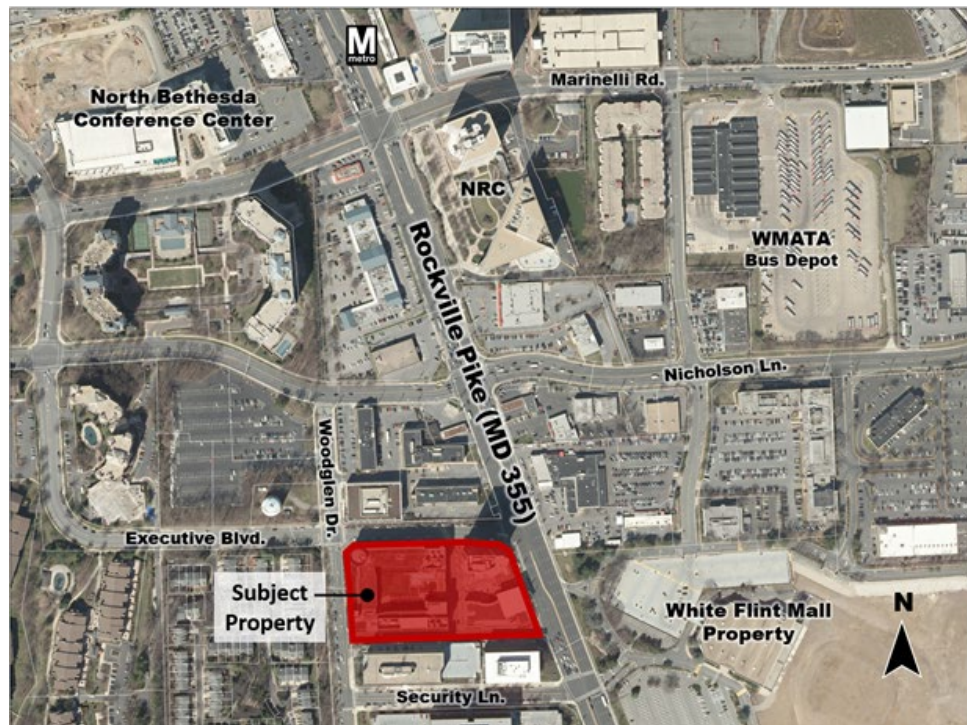 M
metro
Marinelli Rd.
North Bethesda
Conference Center
NRC
WMATA
Bus Depot
Rockville Pike (MD 355)
Nicholson Ln.
Woodglen Dr.
Executive Blvd.
Subject
Property
White Flint Mall
Property
N
Security Ln.